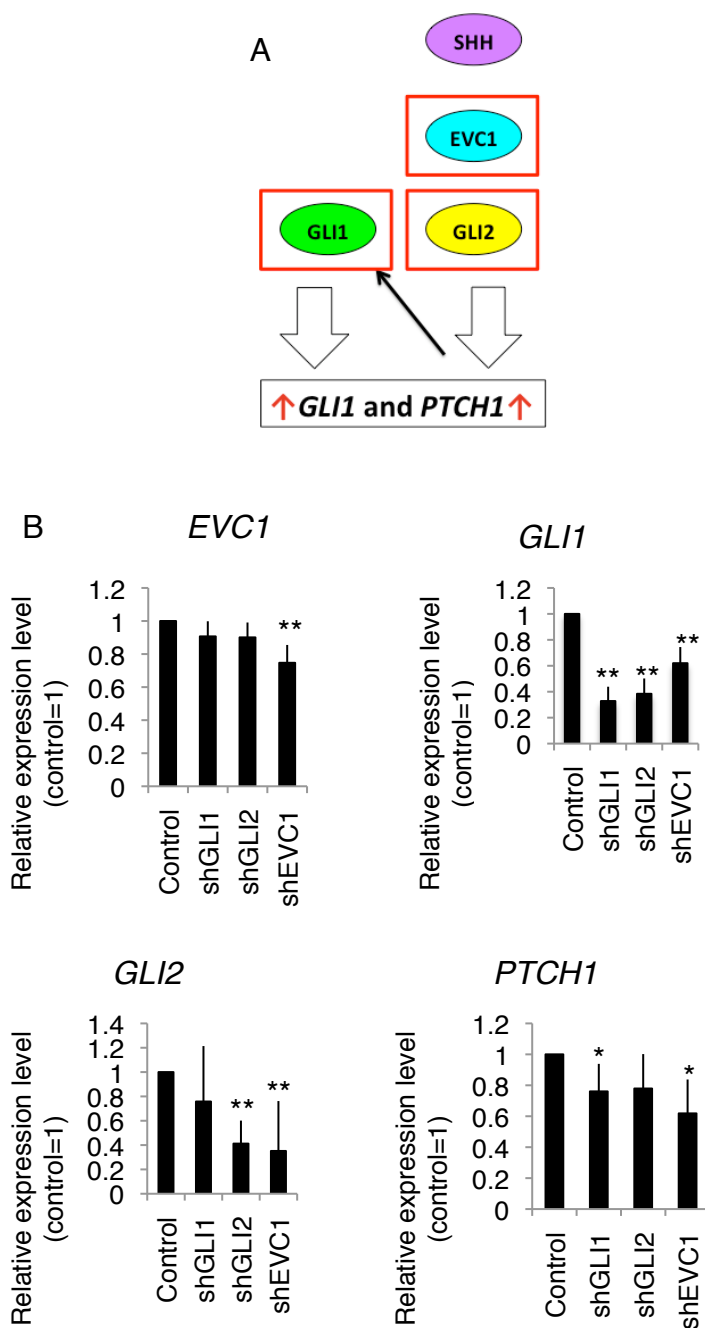 A
SHH
EVC1
GLI1
GLI2
↑GLI1 and PTCH1↑
B
EVC1
Relative expression level
(control=1)
1.2
1
0.8
0.6
0.4
0.2
0
**
Control
shGLI1
shGLI2
shEVC1
GLI1
Relative expression level
(control=1)
1.2
1
0.8
0.6
0.4
0.2
0
**
**
**
Control
shGLI1
shGLI2
shEVC1
GLI2
Relative expression level
(control=1)
1.4
1.2
1
0.8
0.6
0.4
0.2
0
**
**
Control
shGLI1
shGLI2
shEVC1
PTCH1
Relative expression level
(control=1)
1.2
1
0.8
0.6
0.4
0.2
0
*
*
Control
shGLI1
shGLI2
shEVC1